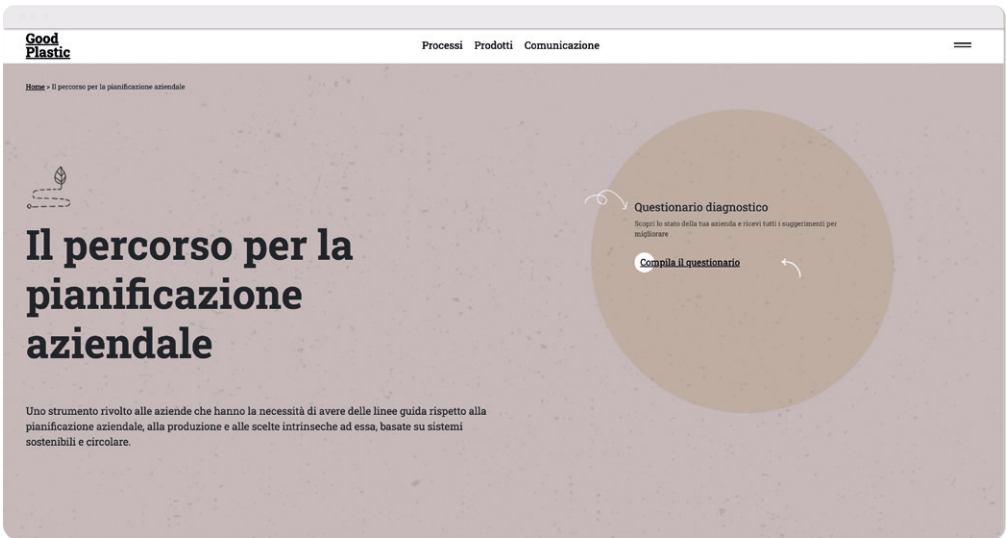 Good
Plastic
Processi Prodotti Comunicazione
Home » Il percorso per la pianificazione aziendale
Il percorso per la
pianificazione
aziendale
Uno strumento rivolto alle aziende che hanno la necessità di avere delle linee guida rispetto alla
pianificazione aziendale, alla produzione e alle scelte intrinseche ad essa, basate su sistemi
sostenibili e circolare.
Questionario diagnostico
Scopri lo stato della tua azienda e ricevi tutti i suggerimenti per
migliorare
Compila il questionario